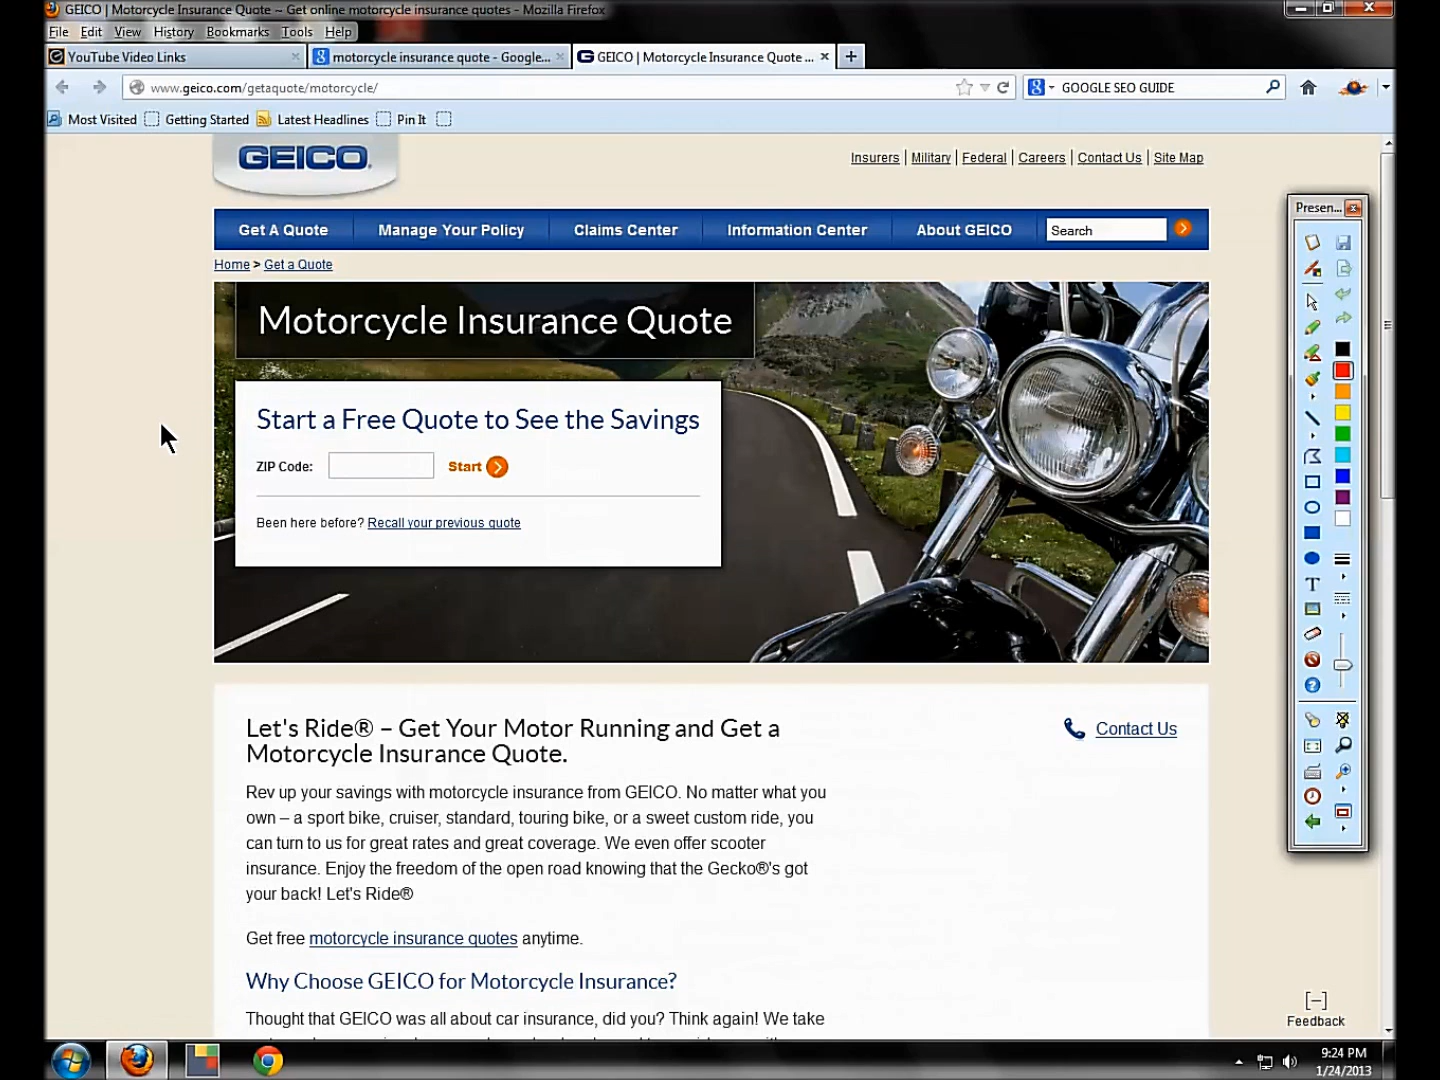 GEICO | Motorcycle Insurance Quote ~ Get online motorcycle insurance quotes - Mozilla Firefox
File Edit View History Bookmarks Tools Help
YouTube Video Links
motorcycle insurance quote - Google...
GEICO | Motorcycle Insurance Quote ...
www.geico.com/getaquote/motorcycle/
GOOGLE SEO GUIDE
Most Visited Getting Started Latest Headlines Pin It
GEICO
Insurers | Military | Federal | Careers | Contact Us | Site Map
Presen...
Get A Quote Manage Your Policy Claims Center Information Center About GEICO Search
Home > Get a Quote
Motorcycle Insurance Quote
Start a Free Quote to See the Savings
ZIP Code: Start
Been here before? Recall your previous quote
Let's Ride® – Get Your Motor Running and Get a
Motorcycle Insurance Quote.
Contact Us
Rev up your savings with motorcycle insurance from GEICO. No matter what you
own – a sport bike, cruiser, standard, touring bike, or a sweet custom ride, you
can turn to us for great rates and great coverage. We even offer scooter
insurance. Enjoy the freedom of the open road knowing that the Gecko®'s got
your back! Let's Ride®
Get free motorcycle insurance quotes anytime.
Why Choose GEICO for Motorcycle Insurance?
Thought that GEICO was all about car insurance, did you? Think again! We take
[–]
Feedback
9:24 PM
1/24/2013